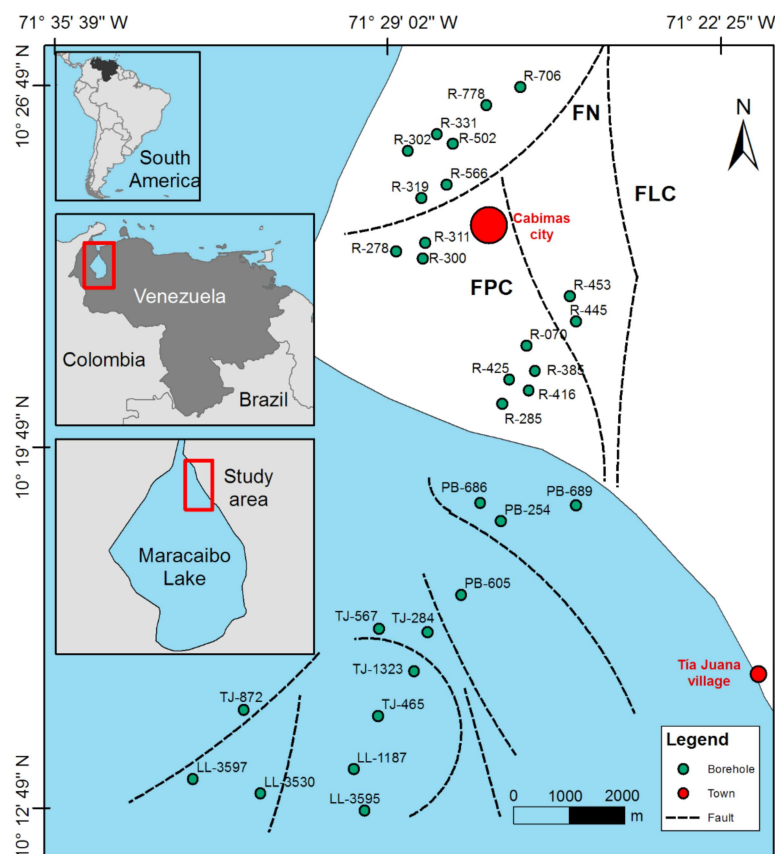 71° 35' 39" W
71° 29' 02" W
71° 22' 25" W
10° 26' 49" N
10° 19' 49" N
10° 12' 49" N
South
America
Venezuela
Colombia
Brazil
Study
area
Maracaibo
Lake
N
R-706
R-778
FN
R-331
R-302
R-502
R-566
R-319
FLC
Cabimas
city
R-311
R-278
R-300
FPC
R-453
R-445
R-070
R-385
R-425
R-416
R-285
PB-686
PB-689
PB-254
PB-605
TJ-567
TJ-284
TJ-1323
Tía Juana
village
TJ-872
TJ-465
LL-1187
LL-3597
LL-3530
LL-3595
Legend
Borehole
Town
Fault
0 1000 2000
m